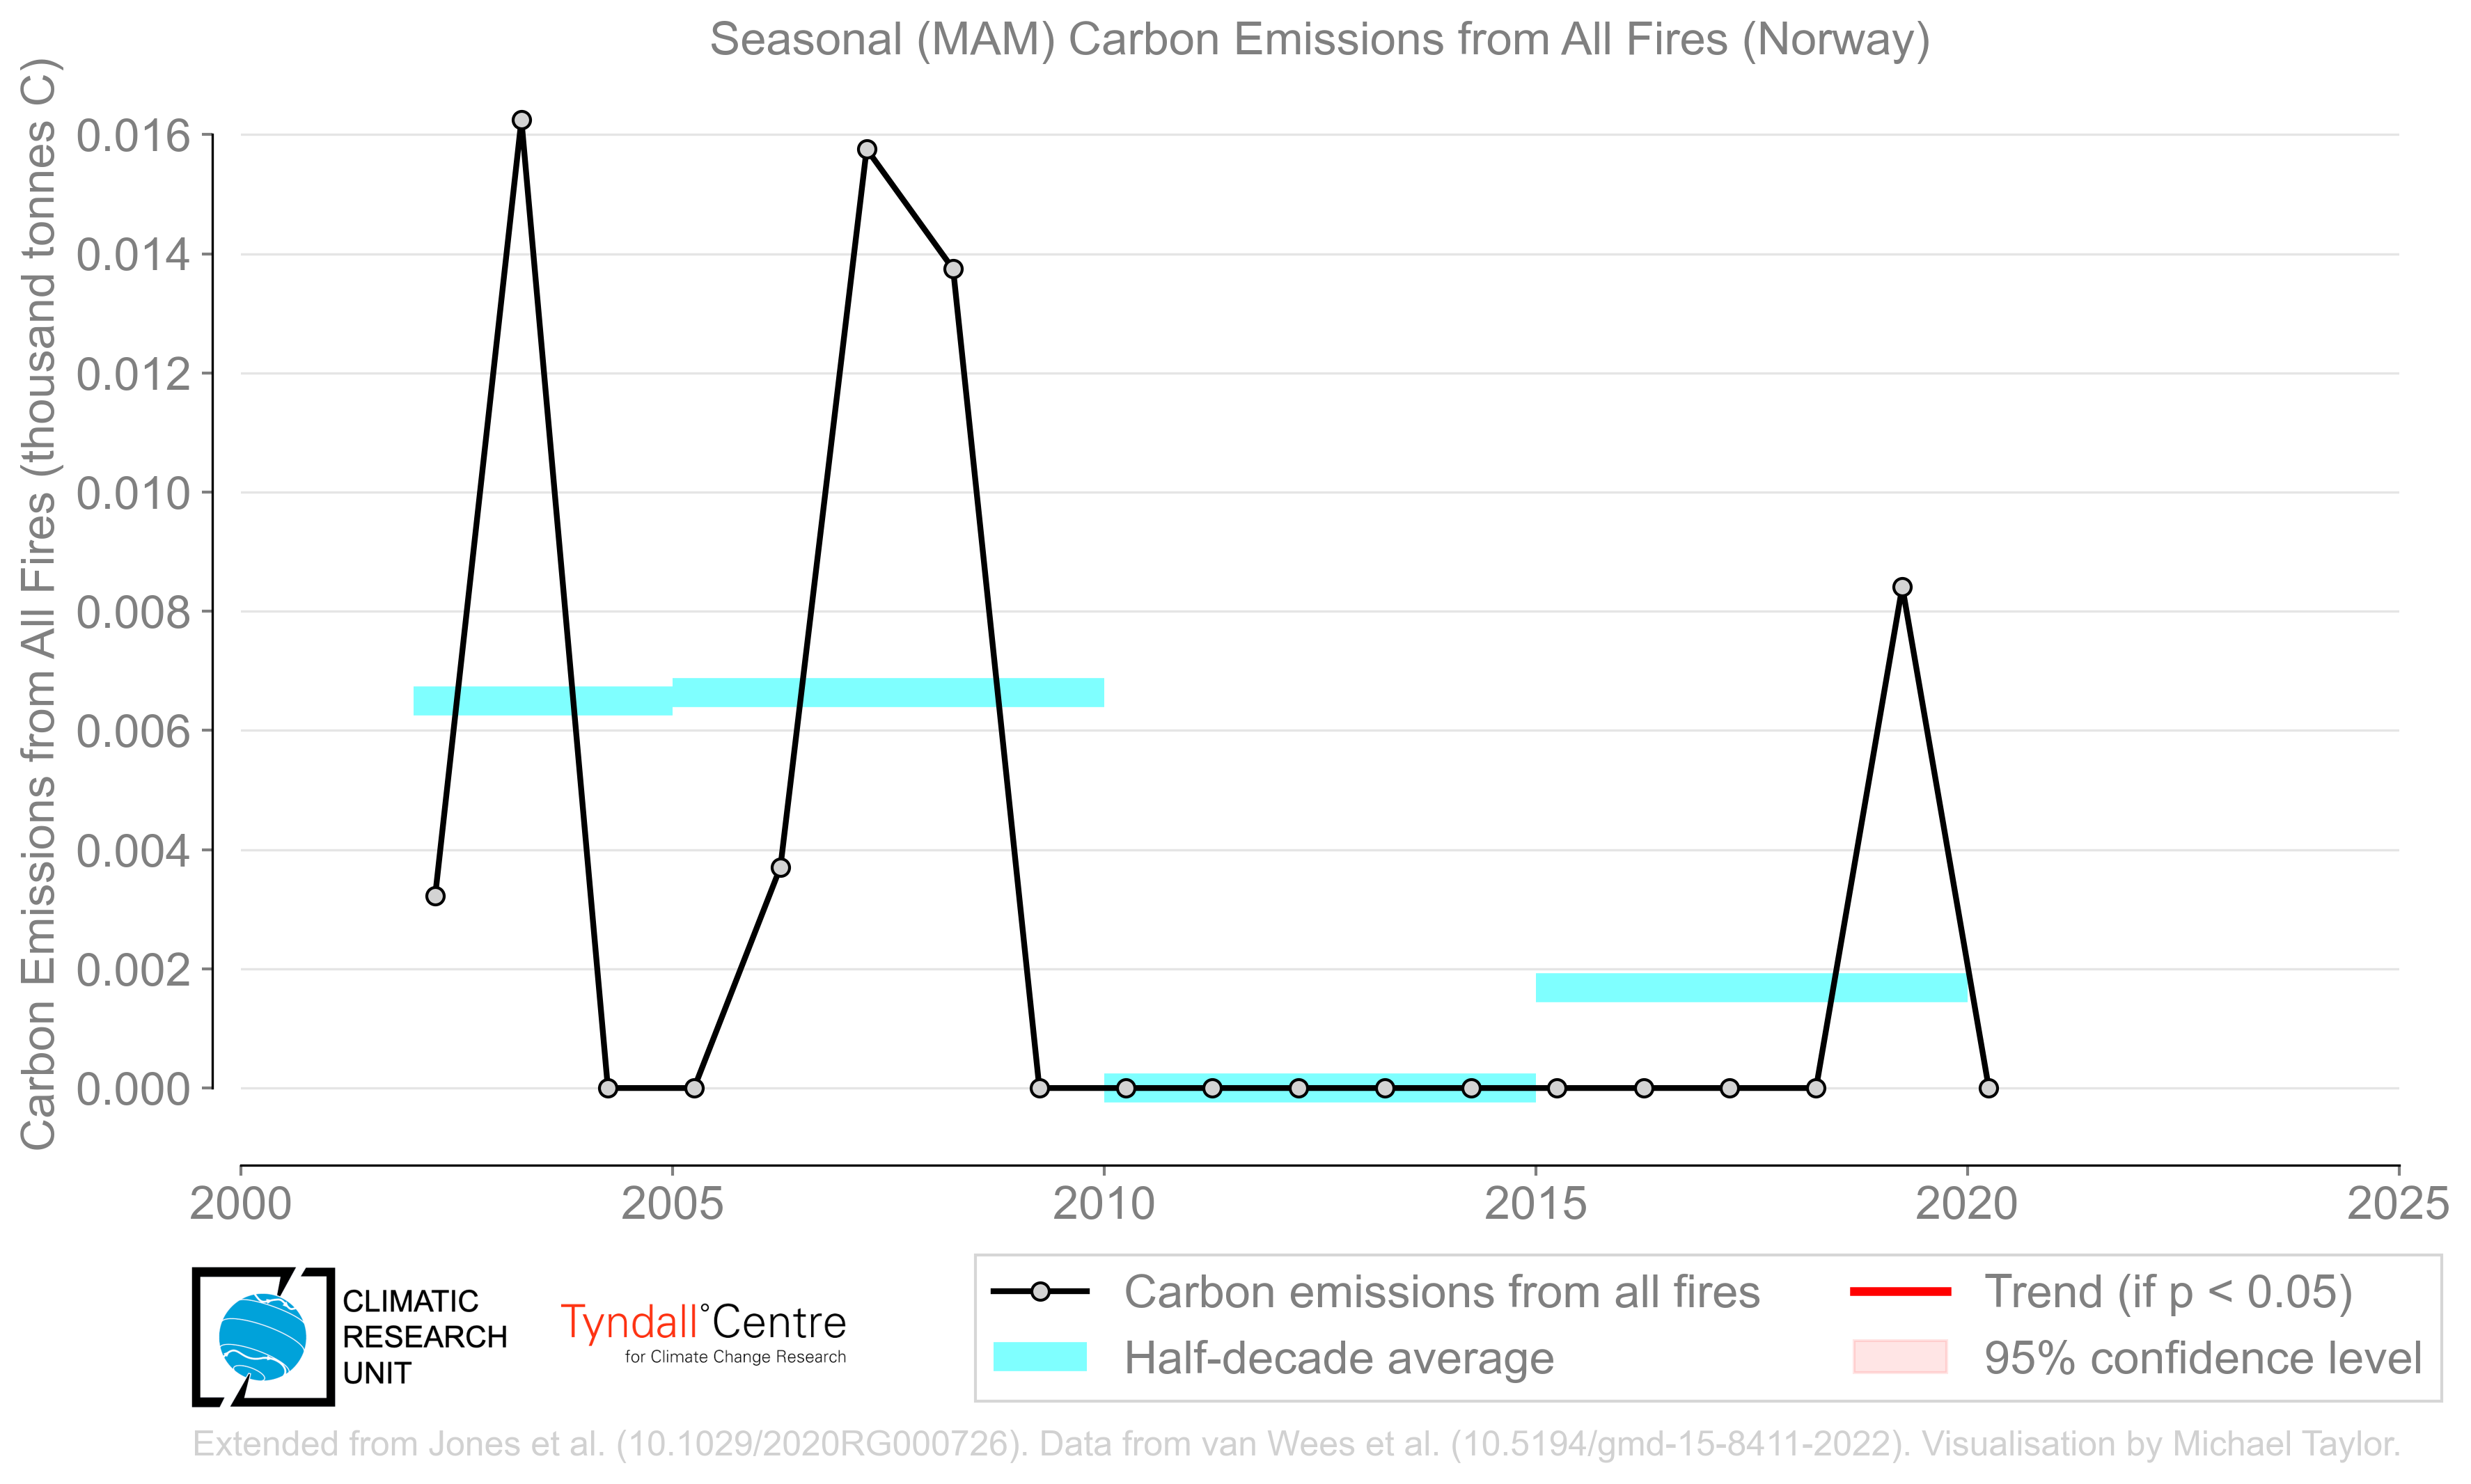 Seasonal (MAM) Carbon Emissions from All Fires (Norway)
Carbon Emissions from All Fires (thousand tonnes C)
0.016
0.014
0.012
0.010
0.008
0.006
0.004
0.002
0.000
2000 2005 2010 2015 2020 2025
CLIMATIC
RESEARCH
UNIT
Tyndall°Centre
for Climate Change Research
Carbon emissions from all fires
Half-decade average
Trend (if p < 0.05)
95% confidence level
Extended from Jones et al. (10.1029/2020RG000726). Data from van Wees et al. (10.5194/gmd-15-8411-2022). Visualisation by Michael Taylor.